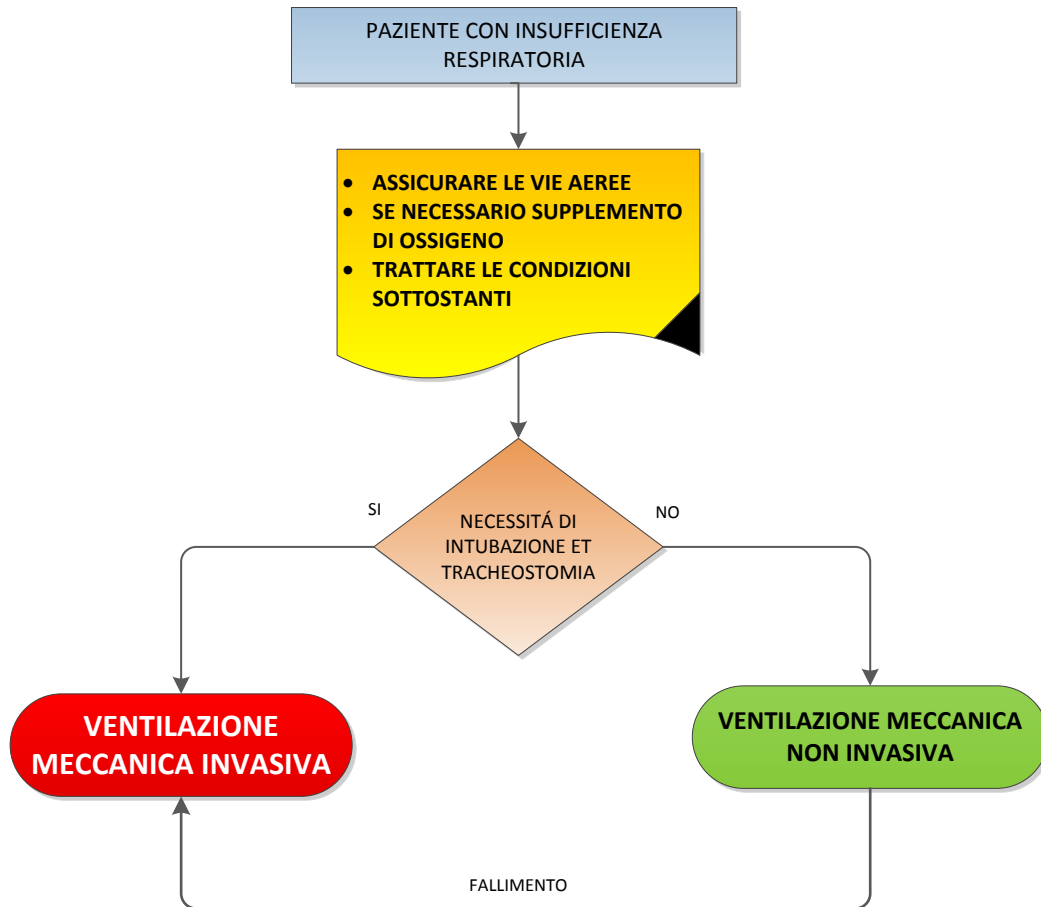 PAZIENTE CON INSUFFICIENZA
RESPIRATORIA
• ASSICURARE LE VIE AEREE
• SE NECESSARIO SUPPLEMENTO
DI OSSIGENO
• TRATTARE LE CONDIZIONI
SOTTOSTANTI
SI
NO
NECESSITÁ DI
INTUBAZIONE ET
TRACHEOSTOMIA
VENTILAZIONE
MECCANICA INVASIVA
VENTILAZIONE MECCANICA
NON INVASIVA
FALLIMENTO